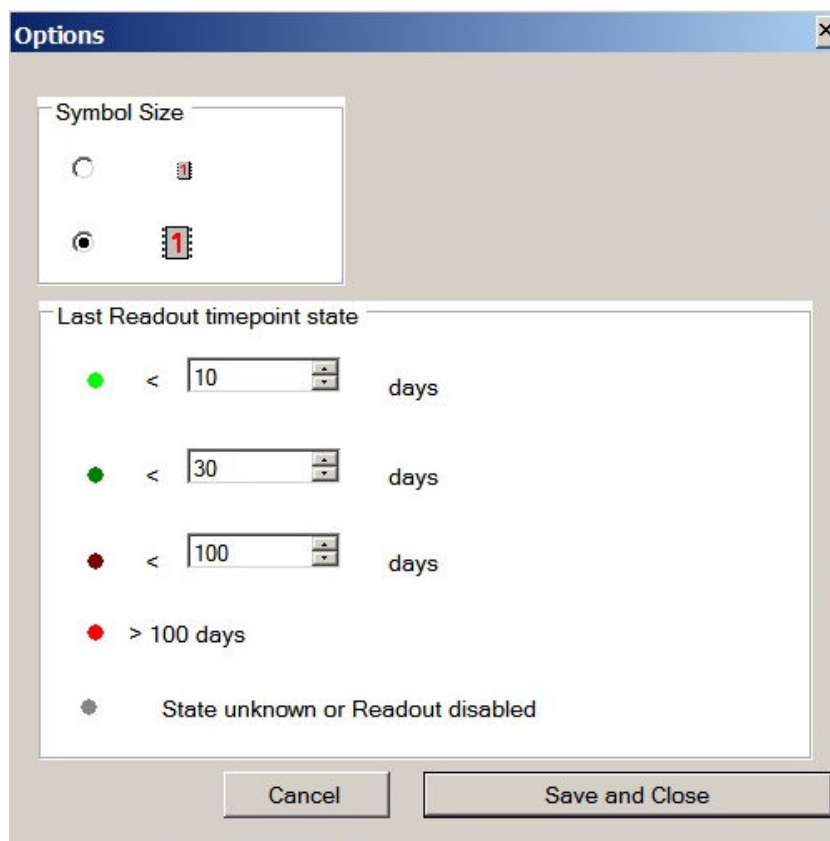 Options
Symbol Size
1
1
Last Readout timepoint state
< 10 days
< 30 days
< 100 days
> 100 days
State unknown or Readout disabled
Cancel Save and Close